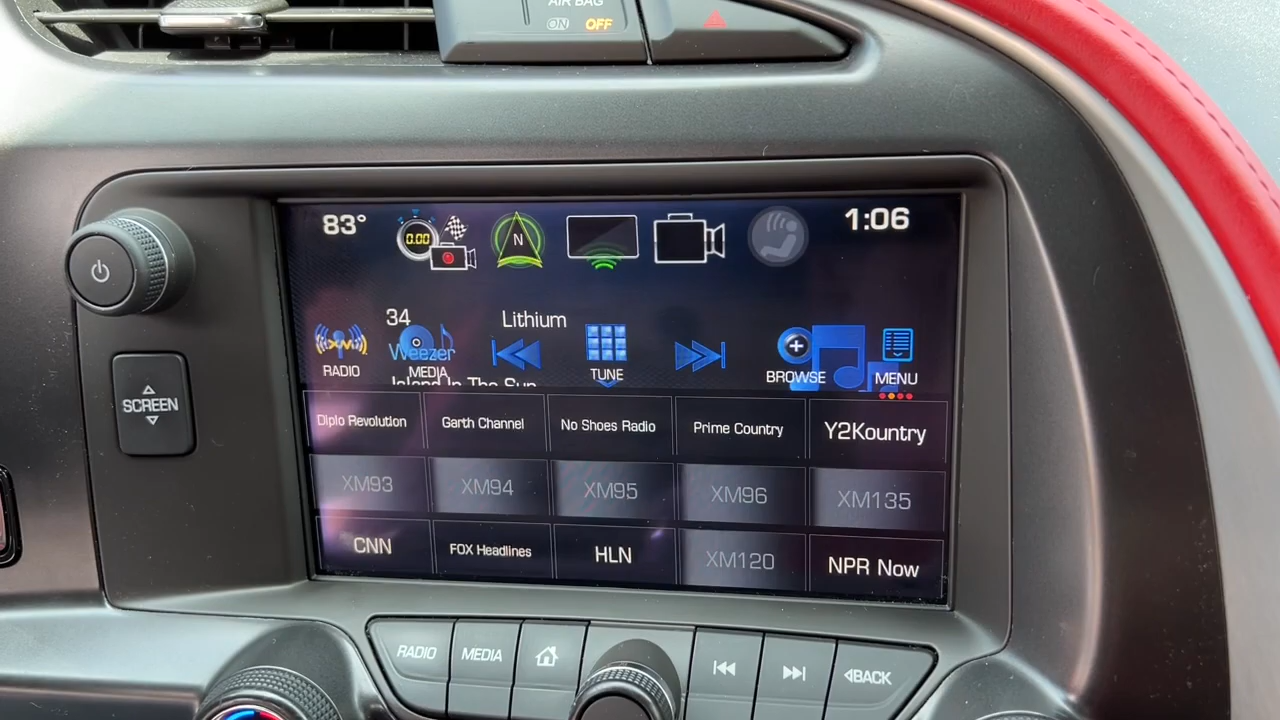 AIR BAG
ON OFF
83°
0.00
N
1:06
34
Lithium
XM
Weezer
RADIO
MEDIA
TUNE
BROWSE
MENU
Island In The Sun
Diplo Revolution
Garth Channel
No Shoes Radio
Prime Country
Y2Kountry
XM93
XM94
XM95
XM96
XM135
CNN
FOX Headlines
HLN
XM120
NPR Now
SCREEN
RADIO
MEDIA
BACK